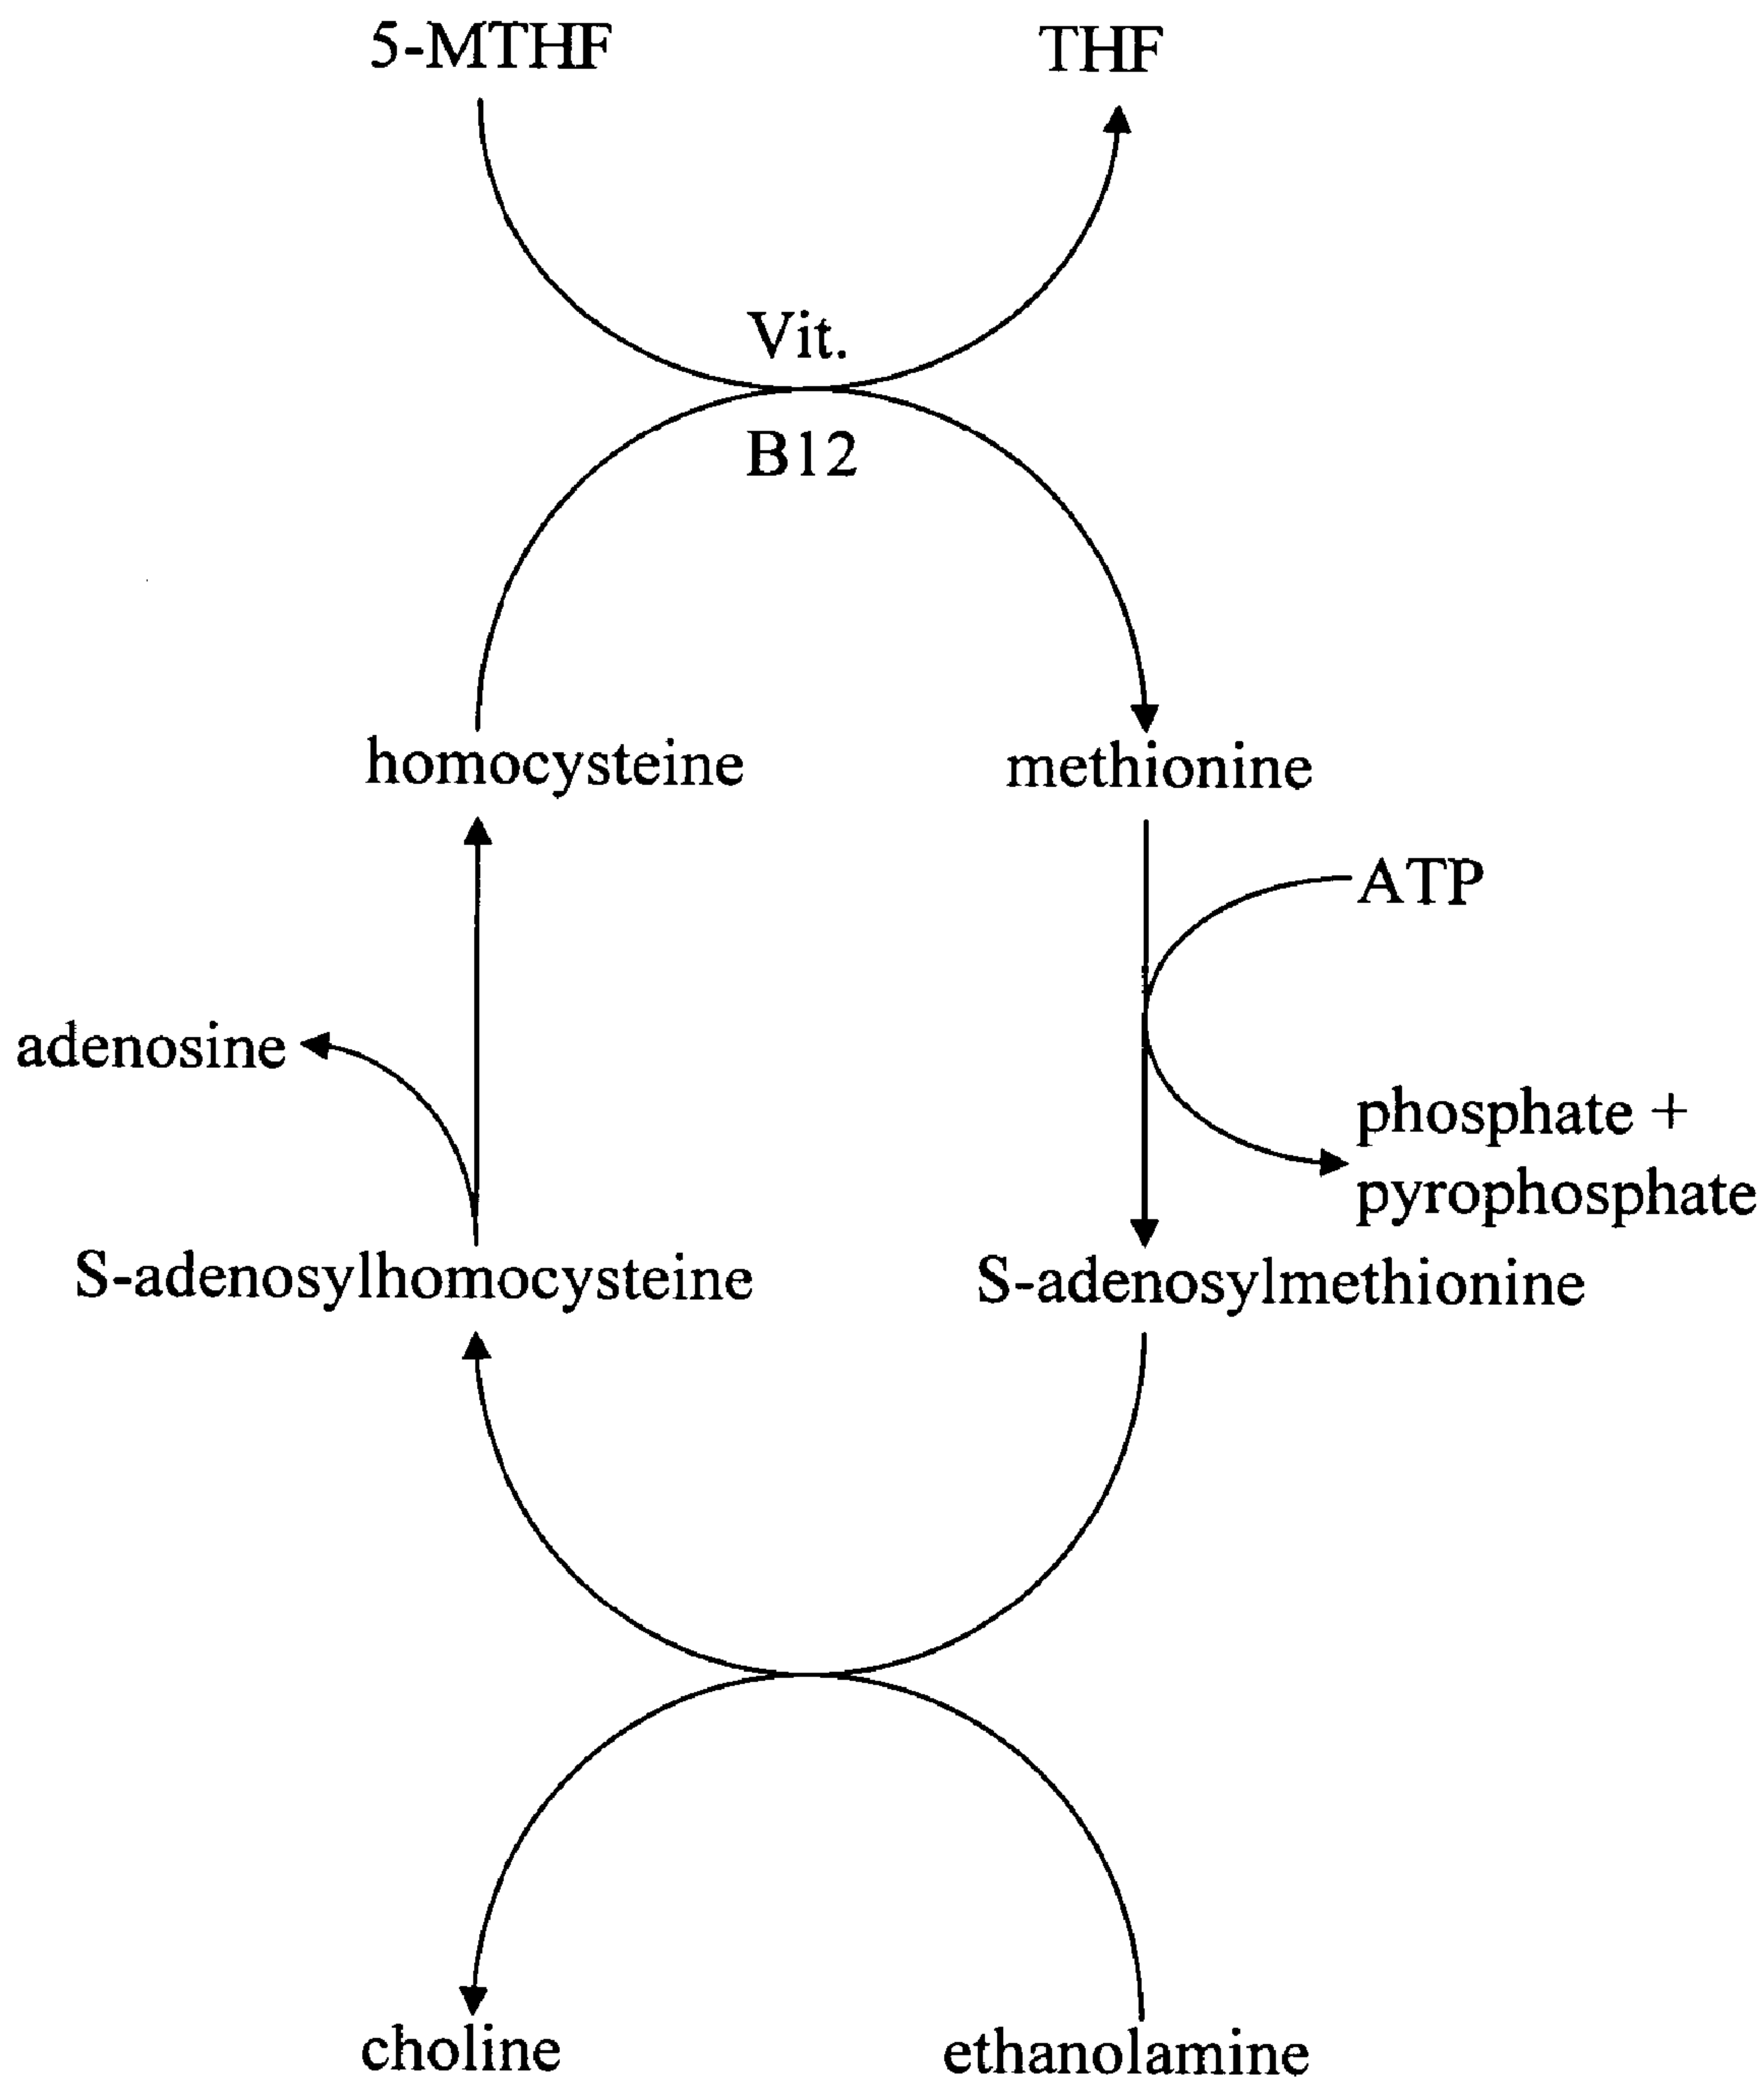 5-MTHF
THF
Vit.
B12
homocysteine
methionine
ATP
adenosine
phosphate +
pyrophosphate
S-adenosylhomocysteine
S-adenosylmethionine
choline
ethanolamine